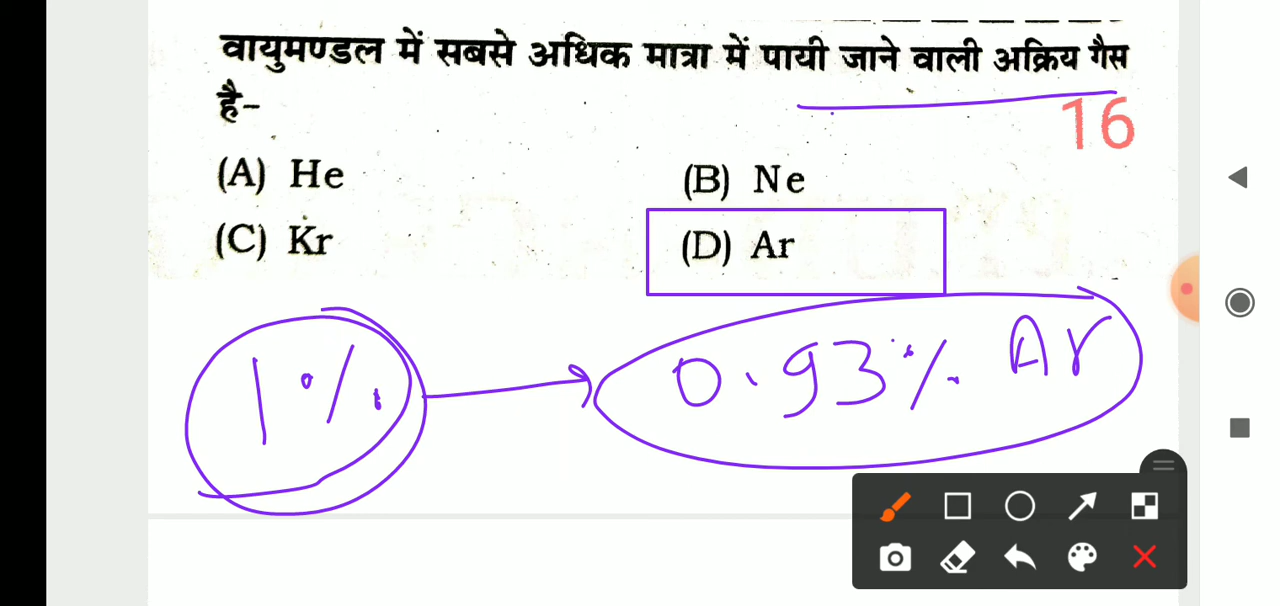 वायुमण्डल में सबसे अधिक मात्रा में पायी जाने वाली अक्रिय गैस
है-
16
(A) He
(B) Ne
(C) Kr
(D) Ar
1%
0.93% Ar